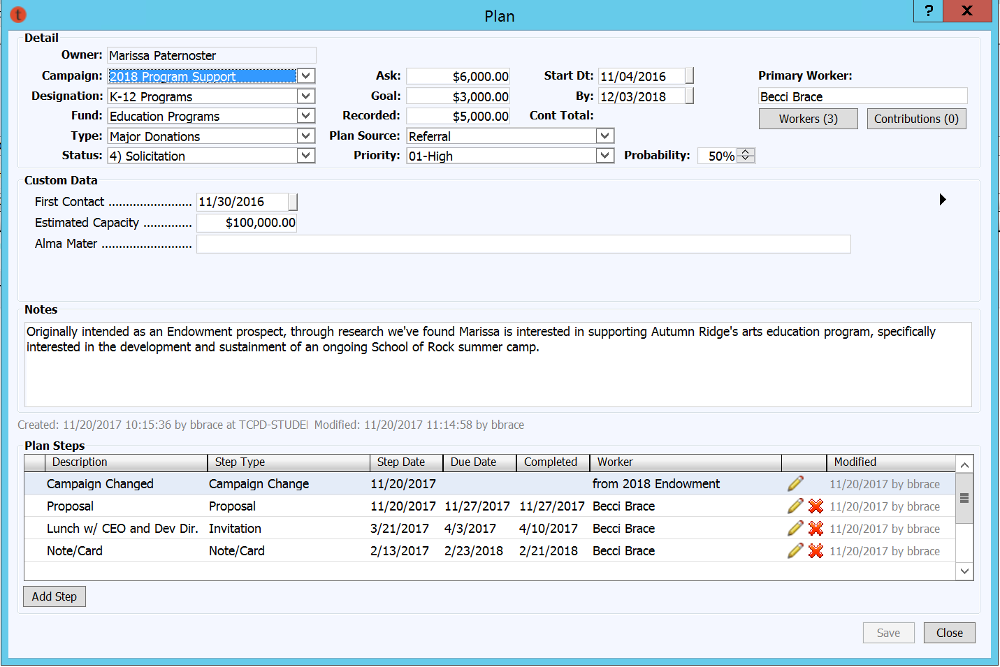 t
Plan
?
X
Detail
Owner: Marissa Paternoster
Campaign: 2018 Program Support Ask: $6,000.00 Start Dt: 11/04/2016 Primary Worker:
Designation: K-12 Programs Goal: $3,000.00 By: 12/03/2018 Becci Brace
Fund: Education Programs Recorded: $5,000.00 Cont Total: Workers (3) Contributions (0)
Type: Major Donations Plan Source: Referral
Status: 4) Solicitation Priority: 01-High Probability: 50%
Custom Data
First Contact ........................ 11/30/2016
Estimated Capacity .............. $100,000.00
Alma Mater ..........................
Notes
Originally intended as an Endowment prospect, through research we've found Marissa is interested in supporting Autumn Ridge's arts education program, specifically
interested in the development and sustainment of an ongoing School of Rock summer camp.
Created: 11/20/2017 10:15:36 by bbrace at TCPD-STUDE Modified: 11/20/2017 11:14:58 by bbrace
Plan Steps
Description Step Type Step Date Due Date Completed Worker Modified
Campaign Changed Campaign Change 11/20/2017 from 2018 Endowment 11/20/2017 by bbrace
Proposal Proposal 11/20/2017 11/27/2017 11/27/2017 Becci Brace 11/20/2017 by bbrace
Lunch w/ CEO and Dev Dir. Invitation 3/21/2017 4/3/2017 4/10/2017 Becci Brace 11/20/2017 by bbrace
Note/Card Note/Card 2/13/2017 2/23/2018 2/21/2018 Becci Brace 11/20/2017 by bbrace
Add Step
Save Close